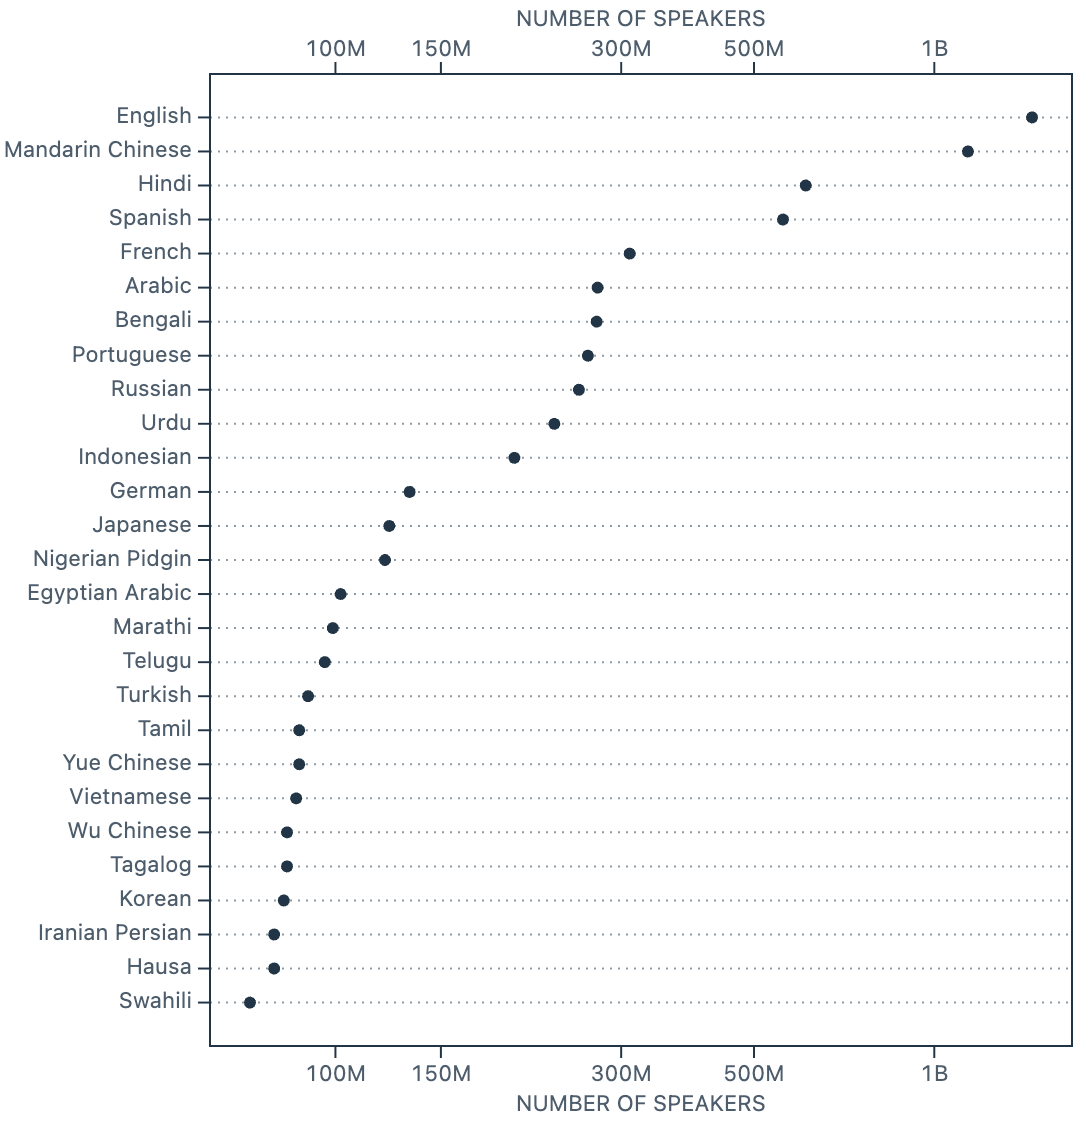 NUMBER OF SPEAKERS
100M 150M 300M 500M 1B
English
Mandarin Chinese
Hindi
Spanish
French
Arabic
Bengali
Portuguese
Russian
Urdu
Indonesian
German
Japanese
Nigerian Pidgin
Egyptian Arabic
Marathi
Telugu
Turkish
Tamil
Yue Chinese
Vietnamese
Wu Chinese
Tagalog
Korean
Iranian Persian
Hausa
Swahili
100M 150M 300M 500M 1B
NUMBER OF SPEAKERS